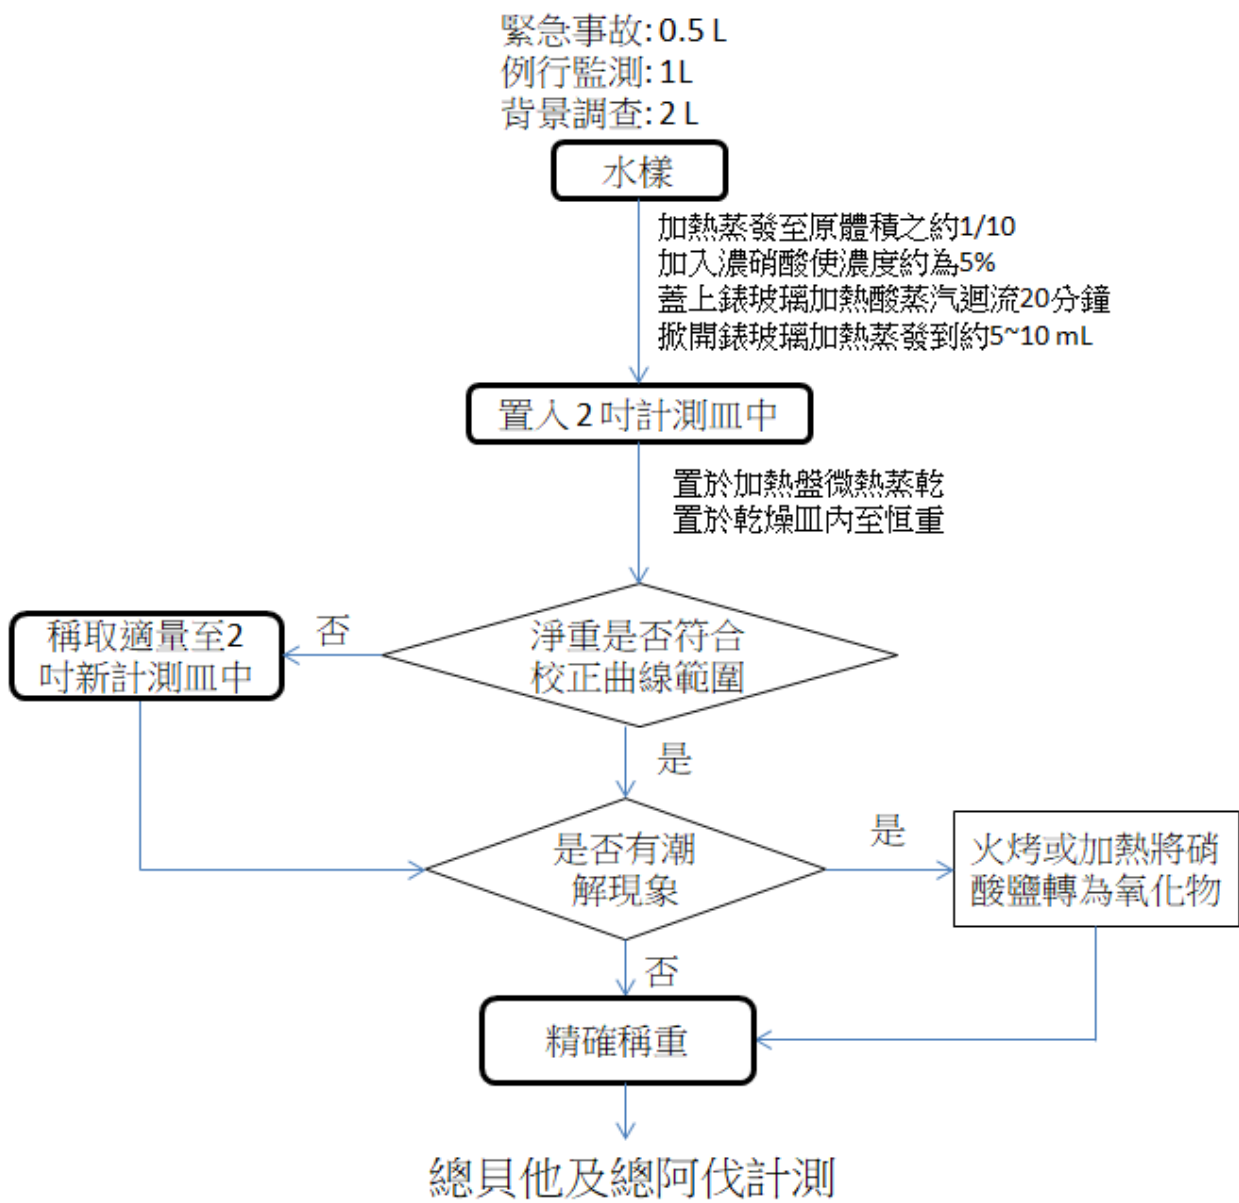 緊急事故: 0.5 L
例行監測: 1L
背景調查: 2 L
水樣
加熱蒸發至原體積之約1/10
加入濃硝酸使濃度約為5%
蓋上錶玻璃加熱酸蒸汽迴流20分鐘
掀開錶玻璃加熱蒸發到約5~10 mL
置入 2 吋計測皿中
置於加熱盤微熱蒸乾
置於乾燥皿內至恒重
淨重是否符合
校正曲線範圍
否
稱取適量至2
吋新計測皿中
是
是否有潮
解現象
是
火烤或加熱將硝
酸鹽轉為氧化物
否
精確稱重
總貝他及總阿伐計測